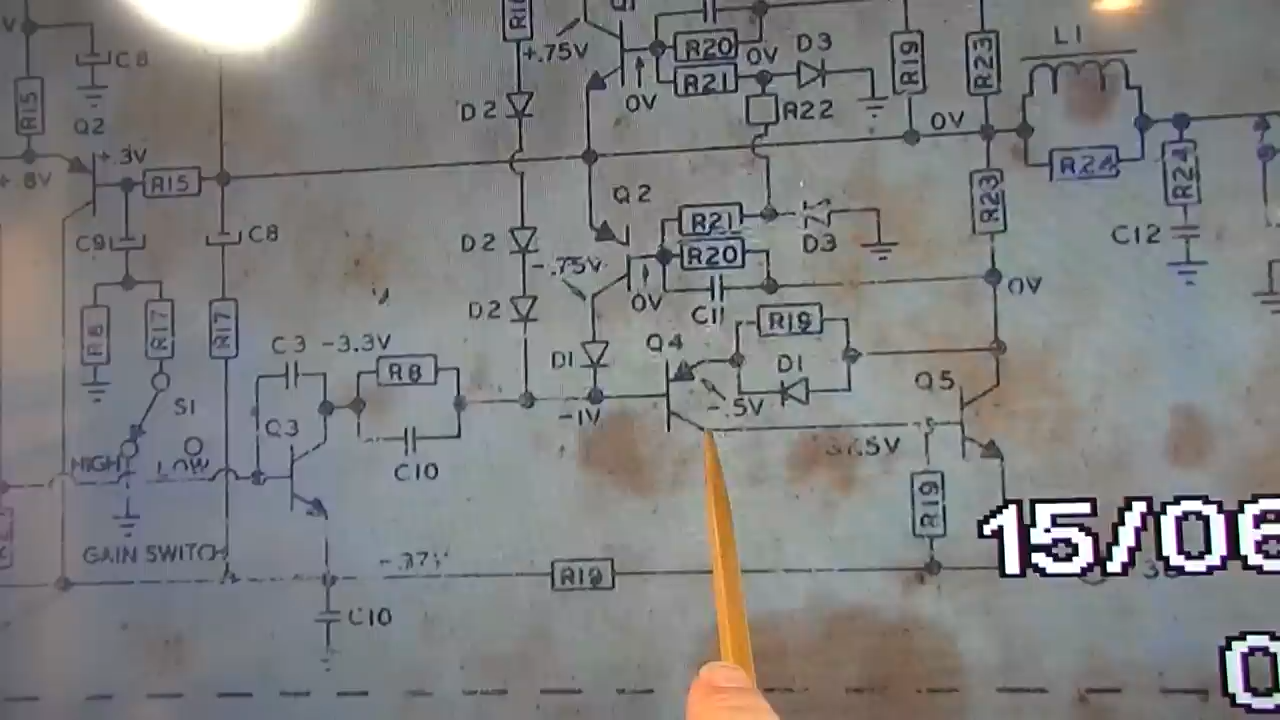 +.75V
R20
0V
D3
R19
R23
L1
C8
R15
R21
Q2
D2
0V
R22
0V
+.3V
R15
R24
R24
R23
Q2
R21
C9
C8
D2
R20
D3
C12
-.75V
0V
0V
C11
R8
R17
R17
D2
R19
C3
-3.3V
Q4
D1
D1
R8
Q5
S1
-1V
-.5V
Q3
HIGH
LOW
C10
R19
15/06
GAIN SWITCH
R19
C10
0